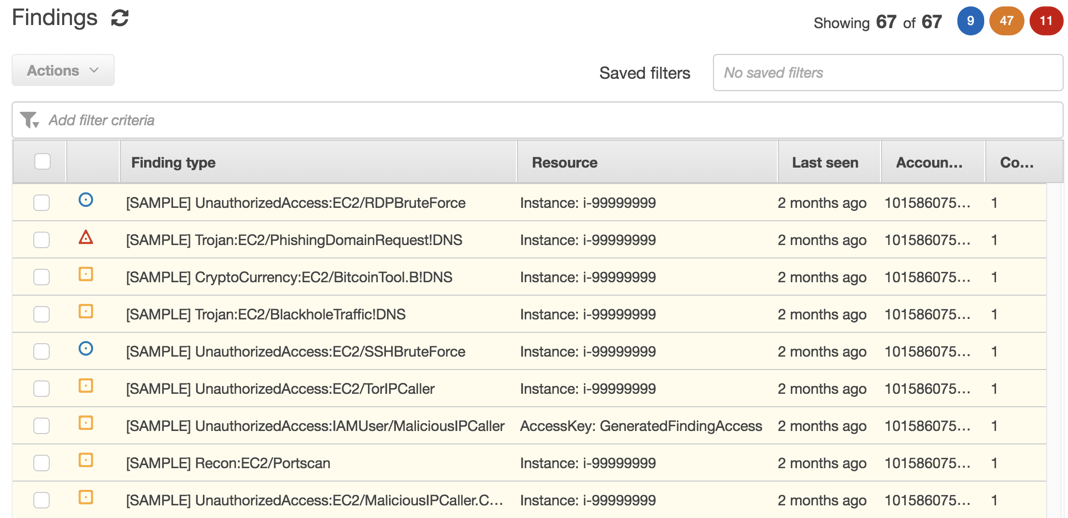 Findings
Showing 67 of 67 9 47 11
Actions
Saved filters No saved filters
Add filter criteria
Finding type Resource Last seen Accoun... Co...
[SAMPLE] UnauthorizedAccess:EC2/RDPBruteForce Instance: i-99999999 2 months ago 101586075... 1
[SAMPLE] Trojan:EC2/PhishingDomainRequest!DNS Instance: i-99999999 2 months ago 101586075... 1
[SAMPLE] CryptoCurrency:EC2/BitcoinTool.B!DNS Instance: i-99999999 2 months ago 101586075... 1
[SAMPLE] Trojan:EC2/BlackholeTraffic!DNS Instance: i-99999999 2 months ago 101586075... 1
[SAMPLE] UnauthorizedAccess:EC2/SSHBruteForce Instance: i-99999999 2 months ago 101586075... 1
[SAMPLE] UnauthorizedAccess:EC2/TorIPCaller Instance: i-99999999 2 months ago 101586075... 1
[SAMPLE] UnauthorizedAccess:IAMUser/MaliciousIPCaller AccessKey: GeneratedFindingAccess 2 months ago 101586075... 1
[SAMPLE] Recon:EC2/Portscan Instance: i-99999999 2 months ago 101586075... 1
[SAMPLE] UnauthorizedAccess:EC2/MaliciousIPCaller.C... Instance: i-99999999 2 months ago 101586075... 1